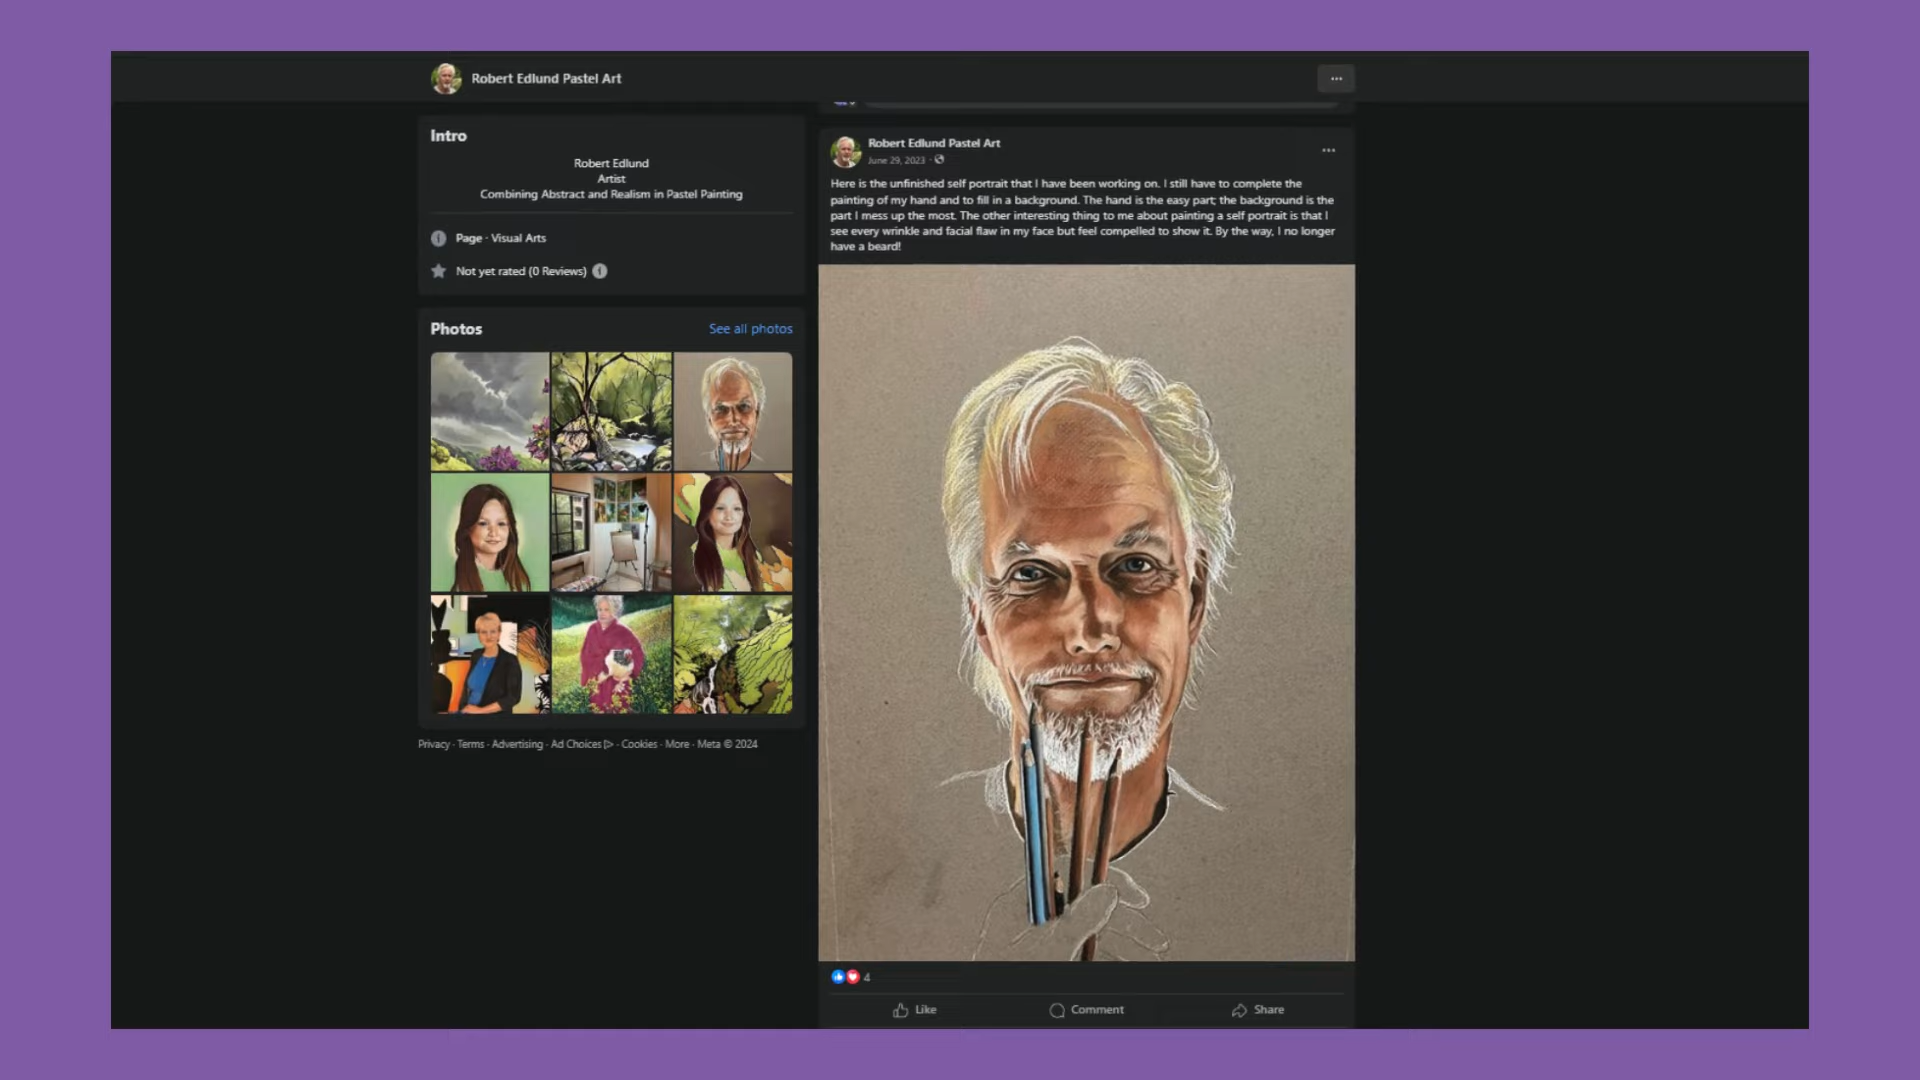 Robert Edlund Pastel Art
Intro
Robert Edlund
Artist
Combining Abstract and Realism in Pastel Painting
Page · Visual Arts
Not yet rated (0 Reviews)
Photos
See all photos
Privacy · Terms · Advertising · Ad Choices · Cookies · More · Meta © 2024
Robert Edlund Pastel Art
June 29, 2023 ·
Here is the unfinished self portrait that I have been working on. I still have to complete the
painting of my hand and to fill in a background. The hand is the easy part; the background is the
part I mess up the most. The other interesting thing to me about painting a self portrait is that I
see every wrinkle and facial flaw in my face but feel compelled to show it. By the way, I no longer
have a beard!
4
Like
Comment
Share